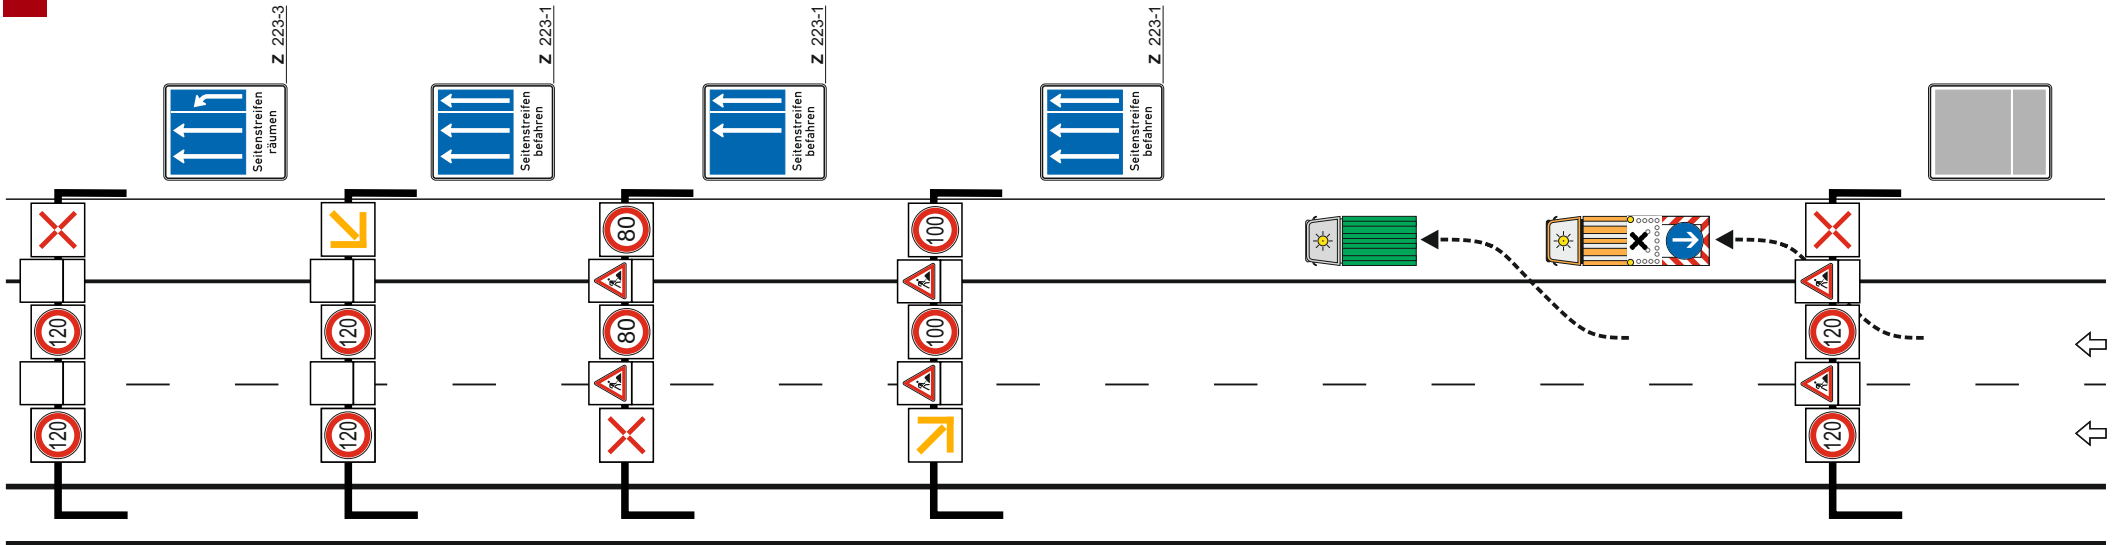 Z 223-3
Z 223-1
Z 223-1
Z 223-1
Seitenstreifen
räumen
Seitenstreifen
befahren
Seitenstreifen
befahren
Seitenstreifen
befahren
80
100
120
120
80
100
120
120
120
120